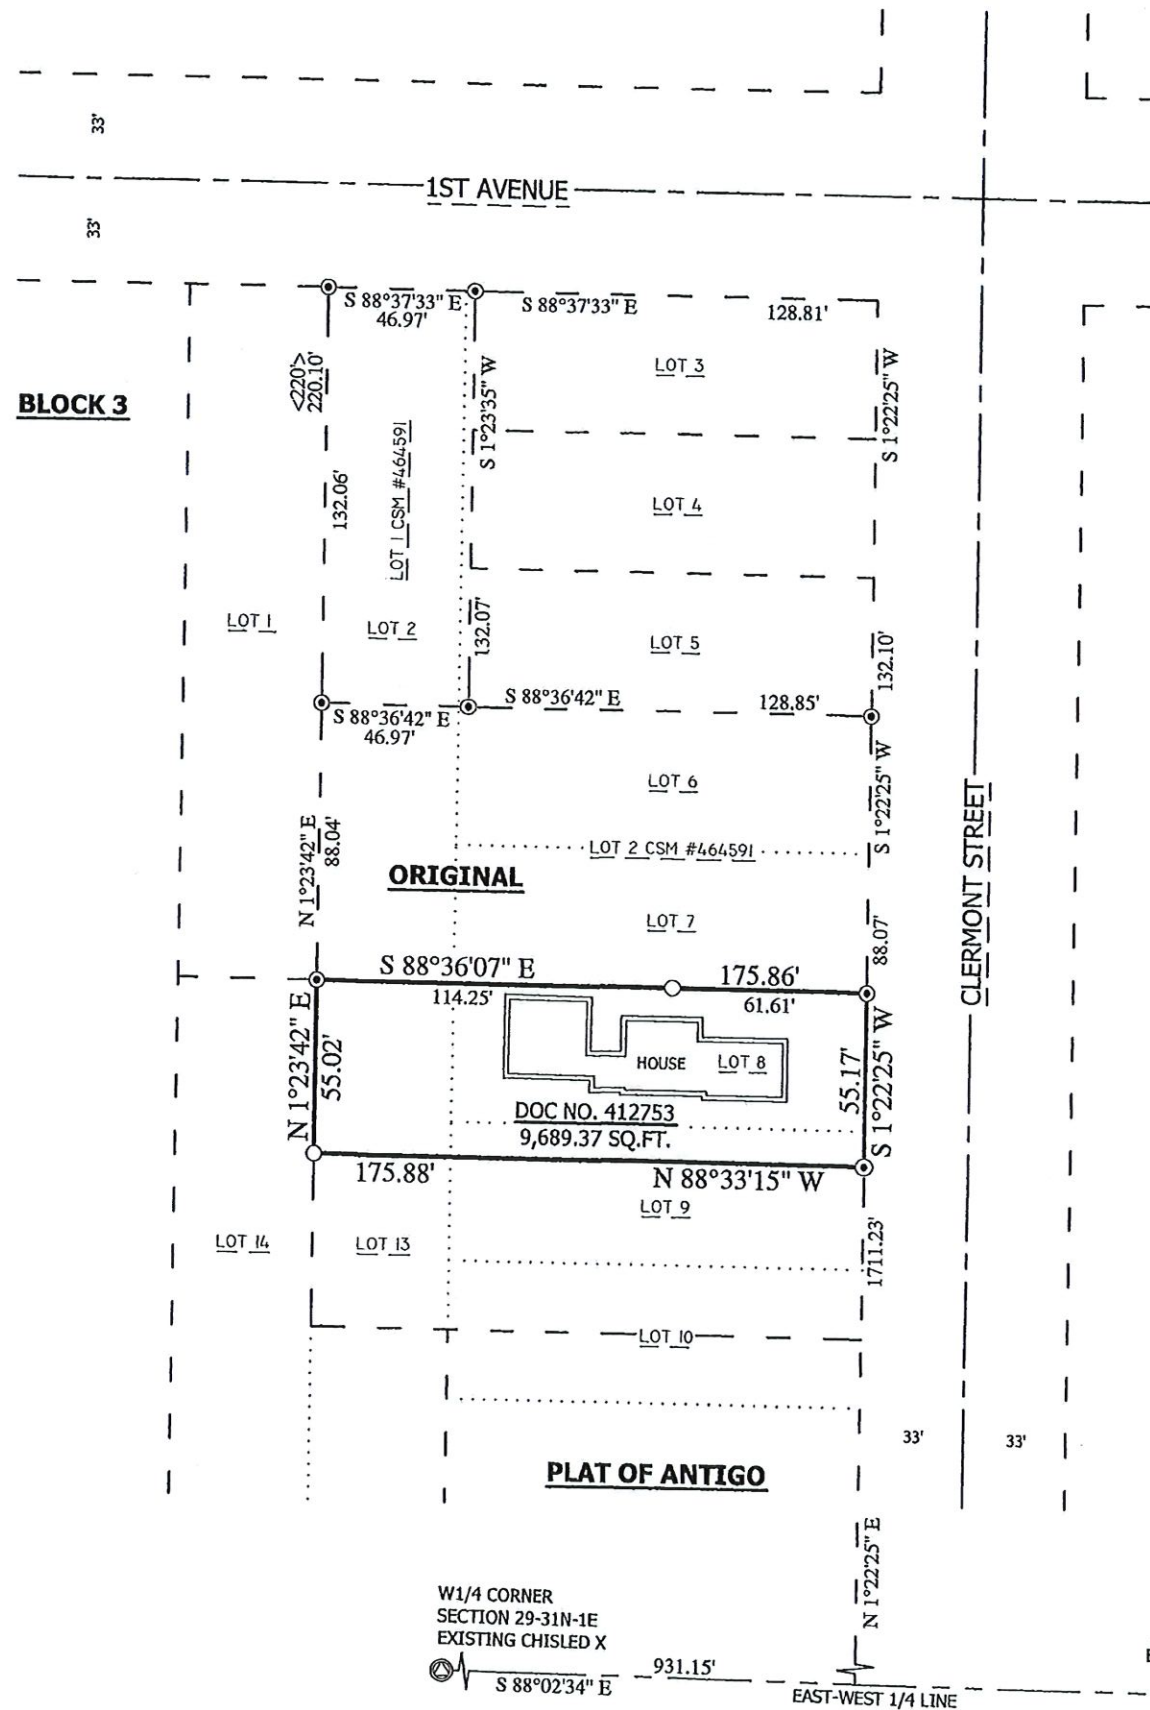 33'
1ST AVENUE
33'
S 88°37'33" E
46.97'
S 88°37'33" E
128.81'
<220'>
220.10'
LOT 3
S 1°23'35" W
S 1°22'25" W
BLOCK 3
132.06'
LOT 1 CSM #464591
LOT 4
LOT 1
LOT 2
132.07'
LOT 5
132.10'
S 88°36'42" E
46.97'
S 88°36'42" E
128.85'
LOT 6
S 1°22'25" W
N 1°23'42" E
88.04'
LOT 2 CSM #464591
CLERMONT STREET
ORIGINAL
LOT 7
88.07'
S 88°36'07" E
175.86'
114.25'
61.61'
N 1°23'42" E
55.02'
HOUSE
LOT 8
55.17'
S 1°22'25" W
DOC NO. 412753
9,689.37 SQ.FT.
175.88'
N 88°33'15" W
LOT 9
LOT 14
LOT 13
1711.23'
LOT 10
33'
33'
PLAT OF ANTIGO
N 1°22'25" E
W1/4 CORNER
SECTION 29-31N-1E
EXISTING CHISLED X
931.15'
S 88°02'34" E
EAST-WEST 1/4 LINE